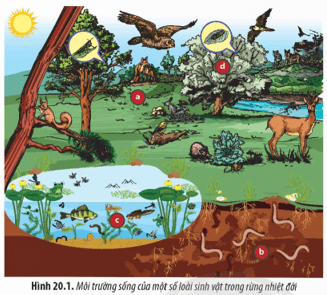 d
a
c
b
Hình 20.1. Môi trường sống của một số loài sinh vật trong rừng nhiệt đới